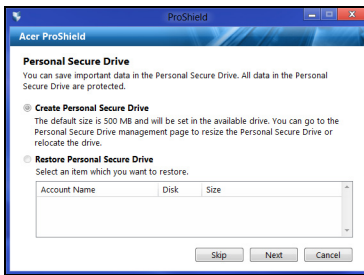 ProShield
Acer ProShield
Personal Secure Drive
You can save important data in the Personal Secure Drive. All data in the Personal
Secure Drive are protected.
Create Personal Secure Drive
The default size is 500 MB and will be set in the available drive. You can go to the
Personal Secure Drive management page to resize the Personal Secure Drive or
relocate the drive.
Restore Personal Secure Drive
Select an item which you want to restore.
Account Name Disk Size
Skip Next Cancel